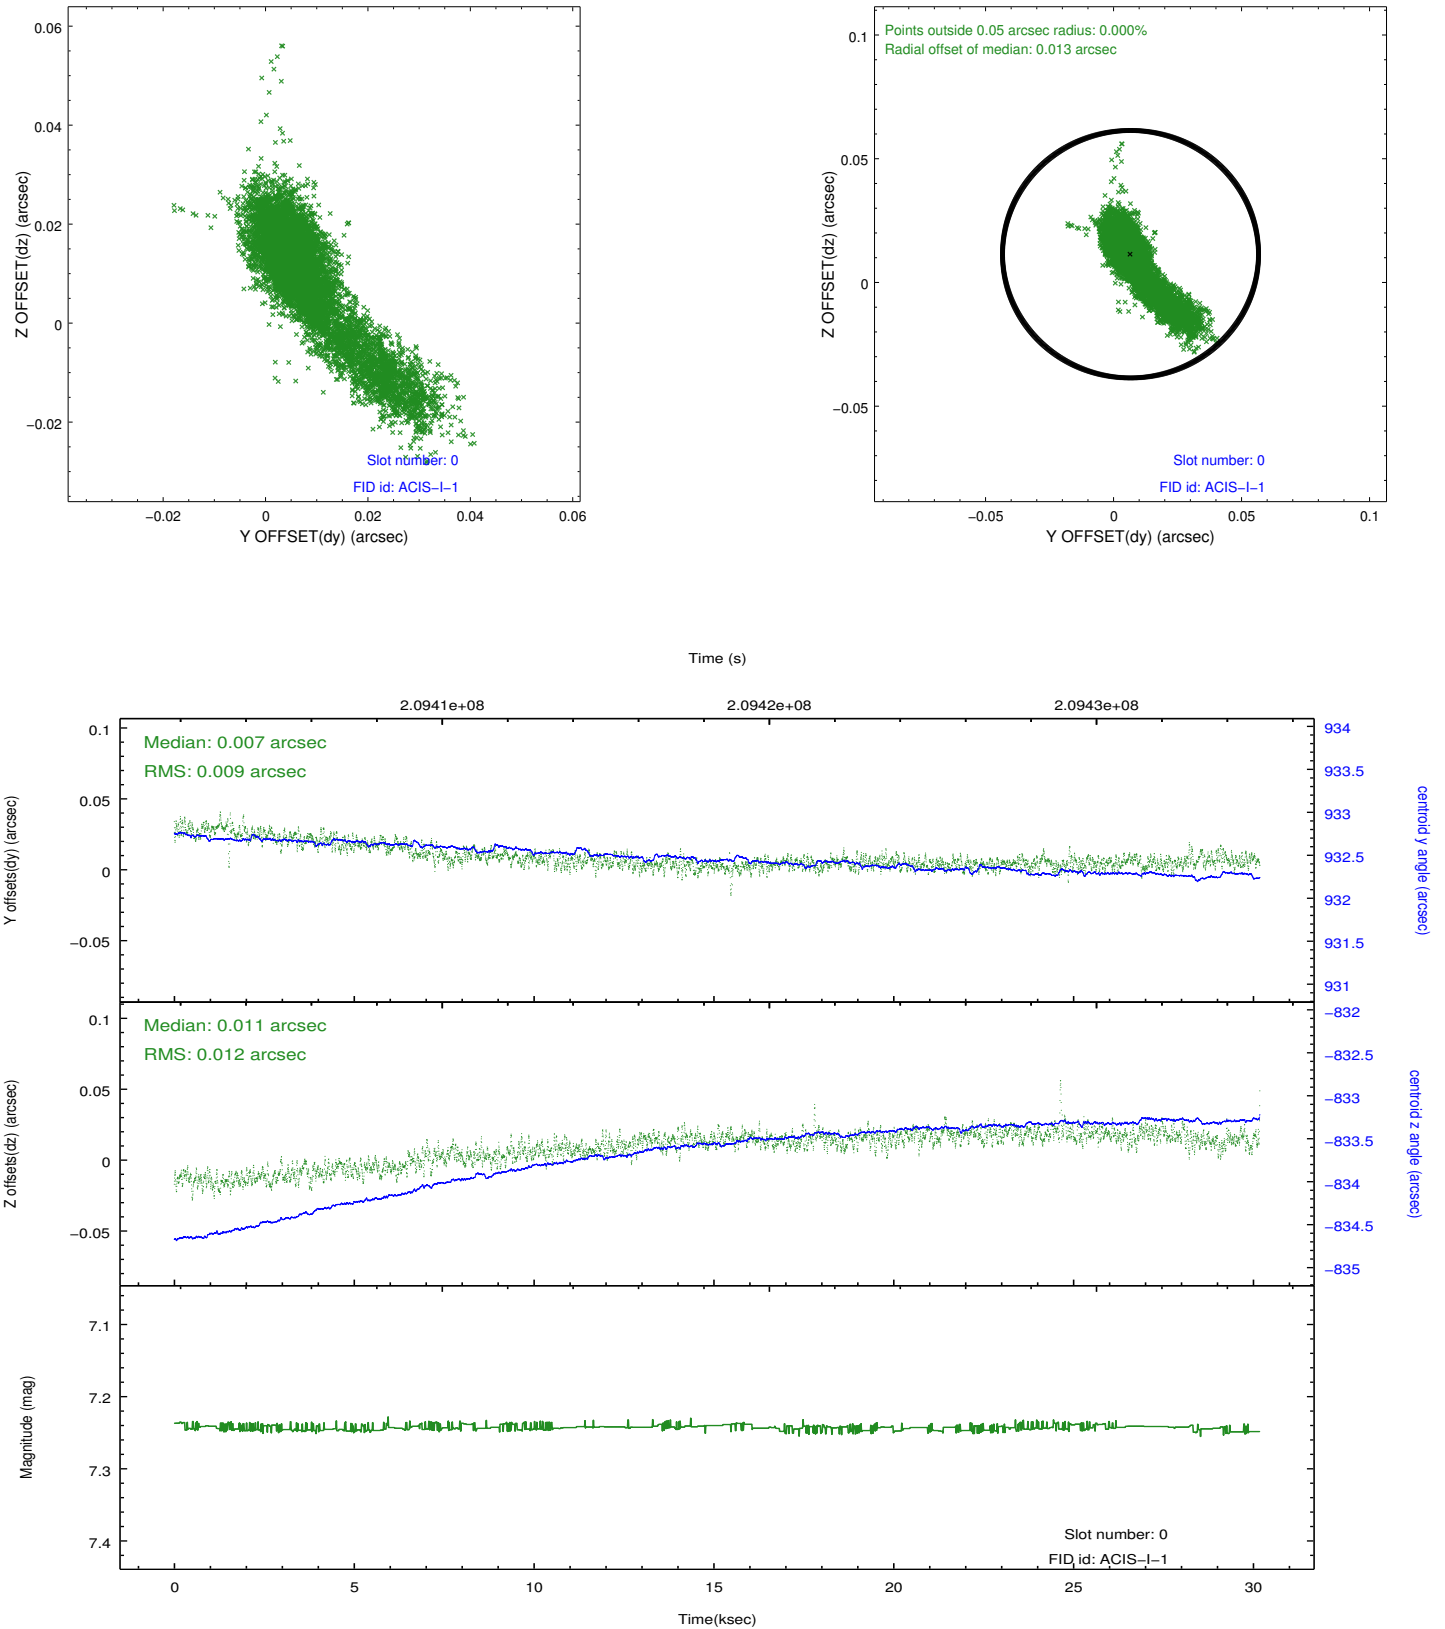 0.06
0.04
0.02
0
−0.02
Z OFFSET(dz) (arcsec)
−0.02 0 0.02 0.04 0.06
Y OFFSET(dy) (arcsec)
Slot number: 0
FID id: ACIS−I−1
Points outside 0.05 arcsec radius: 0.000%
Radial offset of median: 0.013 arcsec
0.1
0.05
0
−0.05
Z OFFSET(dz) (arcsec)
−0.05 0 0.05 0.1
Y OFFSET(dy) (arcsec)
Slot number: 0
FID id: ACIS−I−1
Time (s)
2.0941e+08 2.0942e+08 2.0943e+08
Median: 0.007 arcsec
RMS: 0.009 arcsec
0.1
0.05
0
−0.05
Y offsets(dy) (arcsec)
934
933.5
933
932.5
932
931.5
931
centroid y angle (arcsec)
Median: 0.011 arcsec
RMS: 0.012 arcsec
0.1
0.05
0
−0.05
Z offsets(dz) (arcsec)
−832
−832.5
−833
−833.5
−834
−834.5
−835
centroid z angle (arcsec)
7.1
7.2
7.3
7.4
Magnitude (mag)
Slot number: 0
FID id: ACIS−I−1
0 5 10 15 20 25 30
Time(ksec)